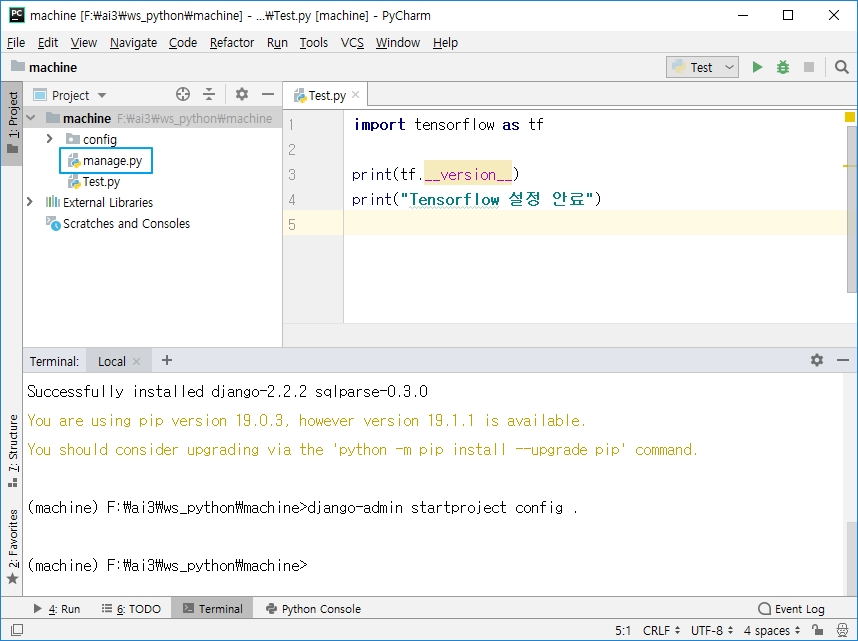 machine [F:₩ai3₩ws_python₩machine] - ...₩Test.py [machine] - PyCharm
File Edit View Navigate Code Refactor Run Tools VCS Window Help
machine
Test
1: Project
Project
Test.py
machine F:₩ai3₩ws_python₩machine
config
manage.py
Test.py
External Libraries
Scratches and Consoles
1 import tensorflow as tf
2
3 print(tf.__version__)
4 print("Tensorflow 설정 안료")
5
Terminal: Local +
Successfully installed django-2.2.2 sqlparse-0.3.0
You are using pip version 19.0.3, however version 19.1.1 is available.
You should consider upgrading via the 'python -m pip install --upgrade pip' command.
(machine) F:₩ai3₩ws_python₩machine>django-admin startproject config .
(machine) F:₩ai3₩ws_python₩machine>
7: Structure
2: Favorites
4: Run 6: TODO Terminal Python Console Event Log
5:1 CRLF UTF-8 4 spaces